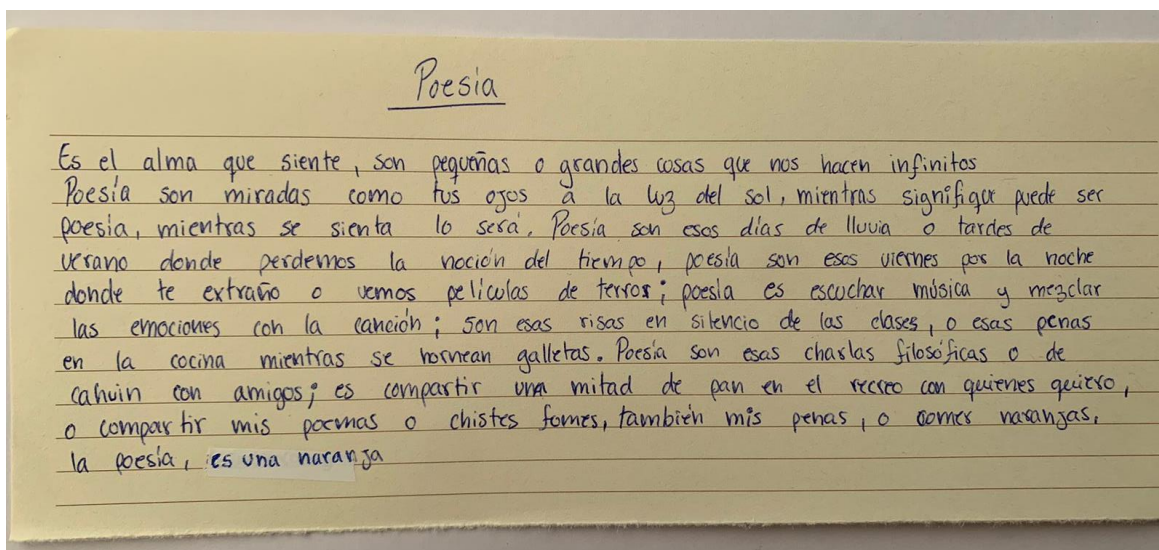 Poesia
Es el alma que siente, son pequeñas o grandes cosas que nos hacen infinitos
Poesía son miradas como tus ojos a la luz del sol, mientras signifique puede ser
poesia, mientras se sienta lo será. Poesía son esos días de lluvia o tardes de
verano donde perdemos la noción del tiempo, poesia son esos viernes por la noche
donde te extraño o vemos películas de terror; poesia es escuchar música y mezclar
las emociones con la canción; son esas risas en silencio de las clases, o esas penas
en la cocina mientras se hornean galletas. Poesía son esas charlas filosóficas o de
cahuin con amigos; es compartir una mitad de pan en el recreo con quienes quiero,
o compartir mis poemas o chistes fomes, también mis penas, o comer naranjas,
la poesía, es una naranja